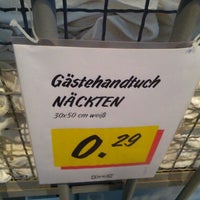 Gästehandtuch
NÄCKTEN
30x50 cm weiß
0.29